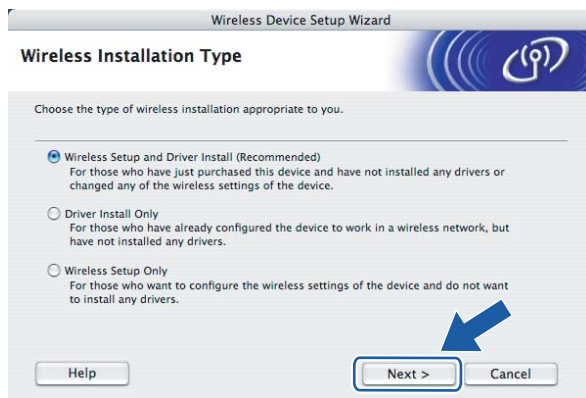 Wireless Device Setup Wizard
Wireless Installation Type
Choose the type of wireless installation appropriate to you.
Wireless Setup and Driver Install (Recommended)
For those who have just purchased this device and have not installed any drivers or
changed any of the wireless settings of the device.
Driver Install Only
For those who have already configured the device to work in a wireless network, but
have not installed any drivers.
Wireless Setup Only
For those who want to configure the wireless settings of the device and do not want
to install any drivers.
Help
Next >
Cancel